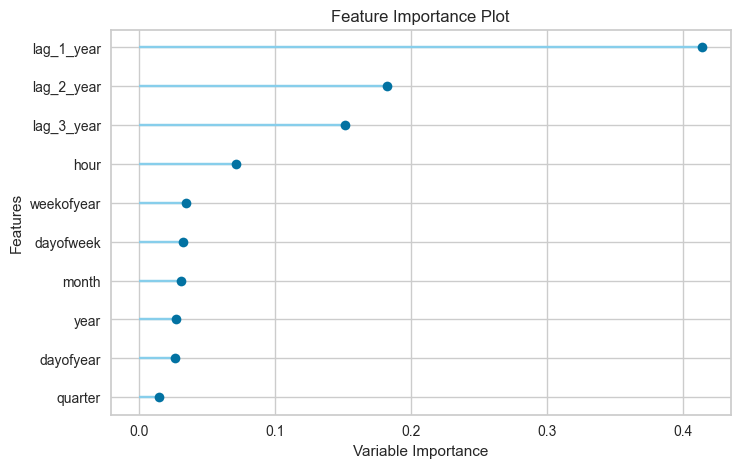 Feature Importance Plot
Features
lag_1_year
lag_2_year
lag_3_year
hour
weekofyear
dayofweek
month
year
dayofyear
quarter
0.0 0.1 0.2 0.3 0.4
Variable Importance